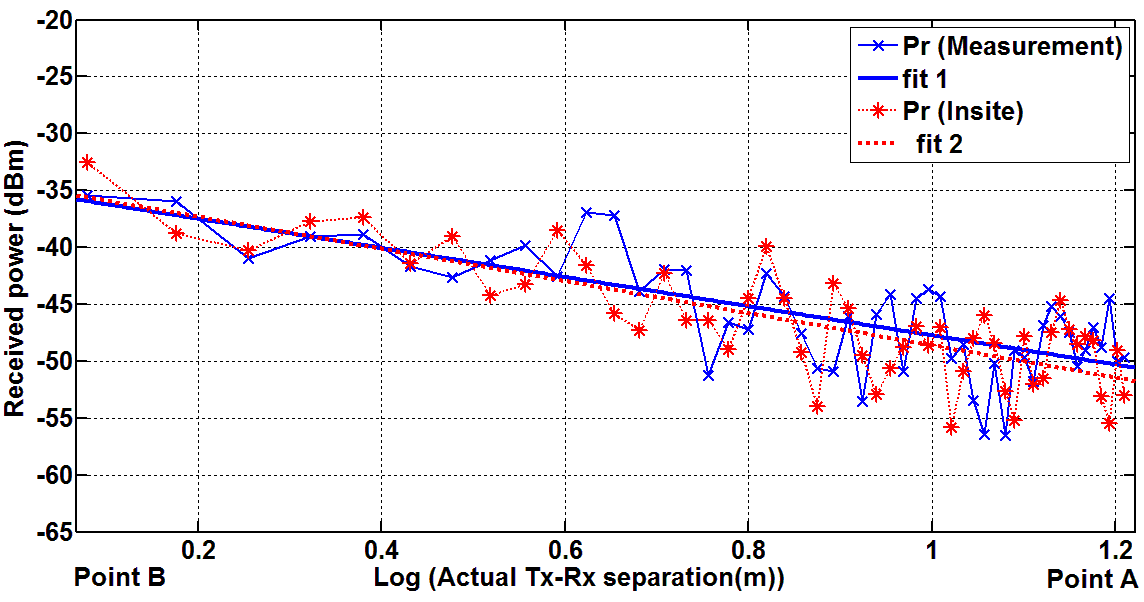 -20
-25
-30
-35
-40
-45
-50
-55
-60
-65
Received power (dBm)
Pr (Measurement)
fit 1
Pr (Insite)
fit 2
0.2 0.4 0.6 0.8 1 1.2
Point B Log (Actual Tx-Rx separation(m)) Point A